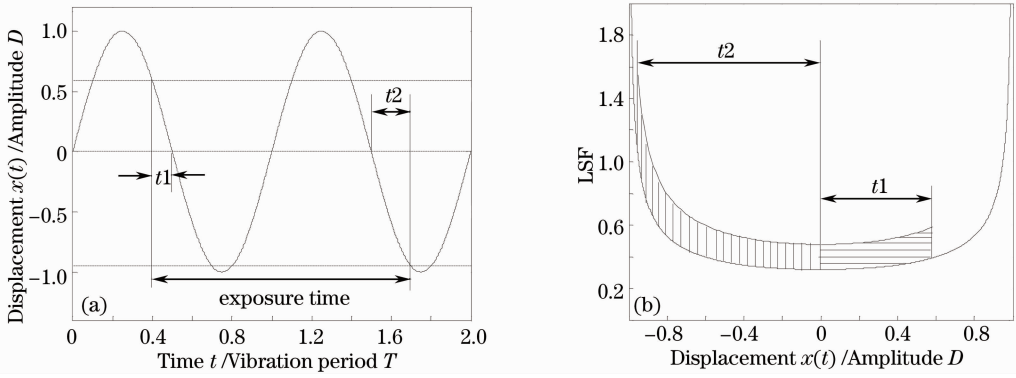 Displacement x(t) /Amplitude D
1.0
0.5
0
−0.5
−1.0
t2
t1
exposure time
(a)
0 0.4 0.8 1.2 1.6 2.0
Time t /Vibration period T
LSF
1.8
1.4
1.0
0.6
0.2
t2
t1
(b)
−0.8 −0.4 0 0.4 0.8
Displacement x(t) /Amplitude D